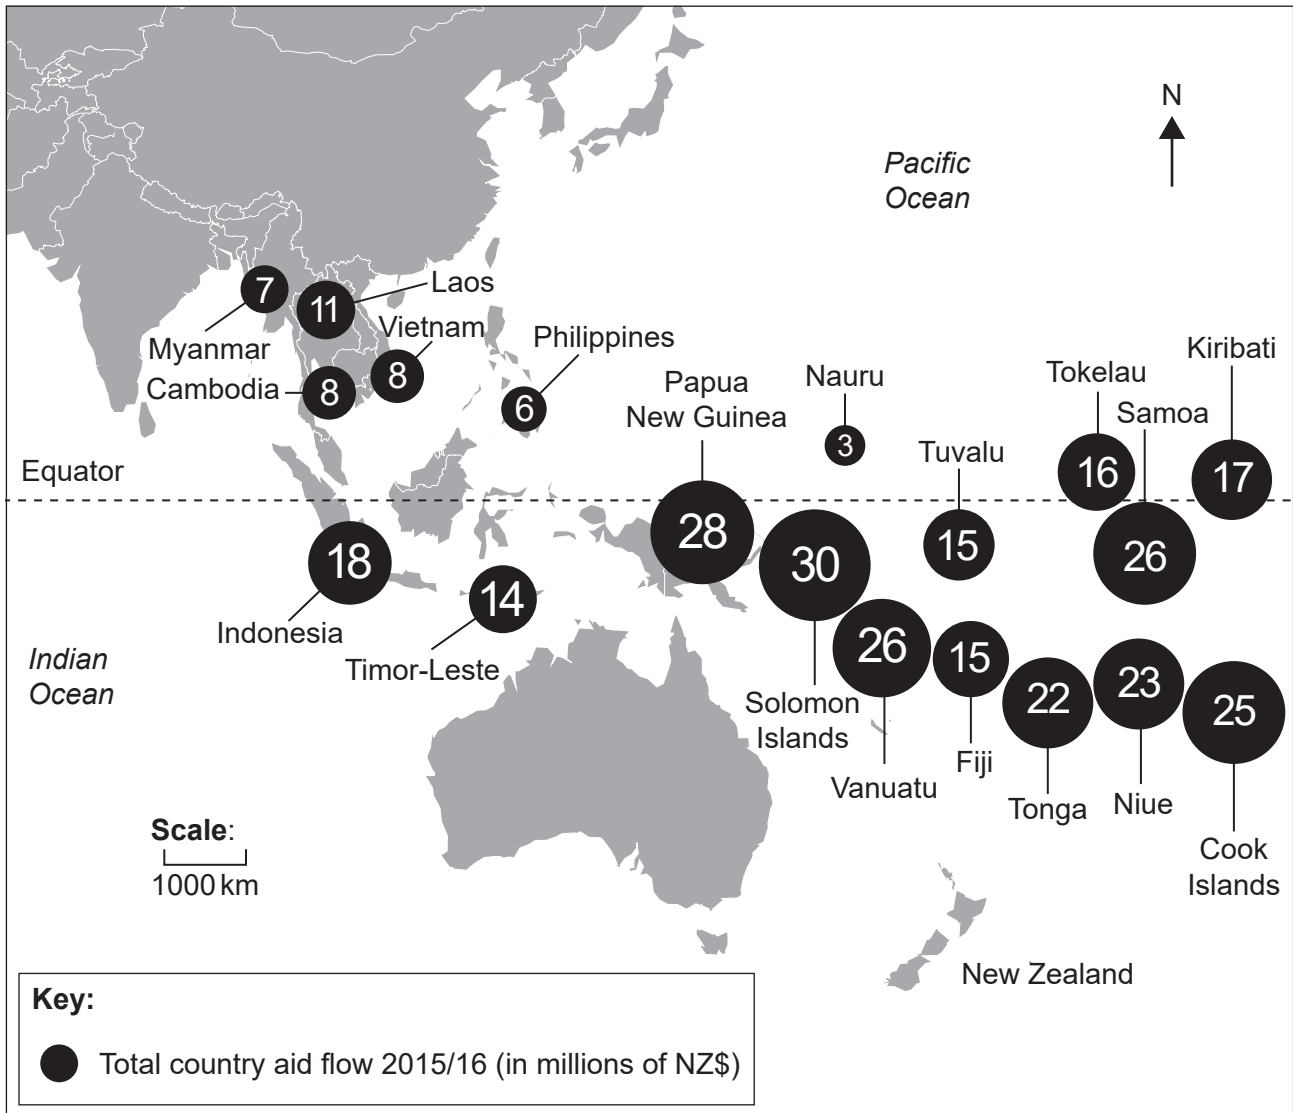 N
Pacific
Ocean
7
11
Laos
Myanmar
Vietnam
Cambodia
8
8
Philippines
6
Papua
New Guinea
Nauru
3
Tuvalu
Tokelau
Samoa
Kiribati
16
17
Equator
28
30
15
26
18
14
Indonesia
Timor-Leste
Indian
Ocean
26
15
22
23
25
Solomon
Islands
Vanuatu
Fiji
Tonga
Niue
Cook
Islands
Scale:
1000 km
New Zealand
Key:
Total country aid flow 2015/16 (in millions of NZ$)